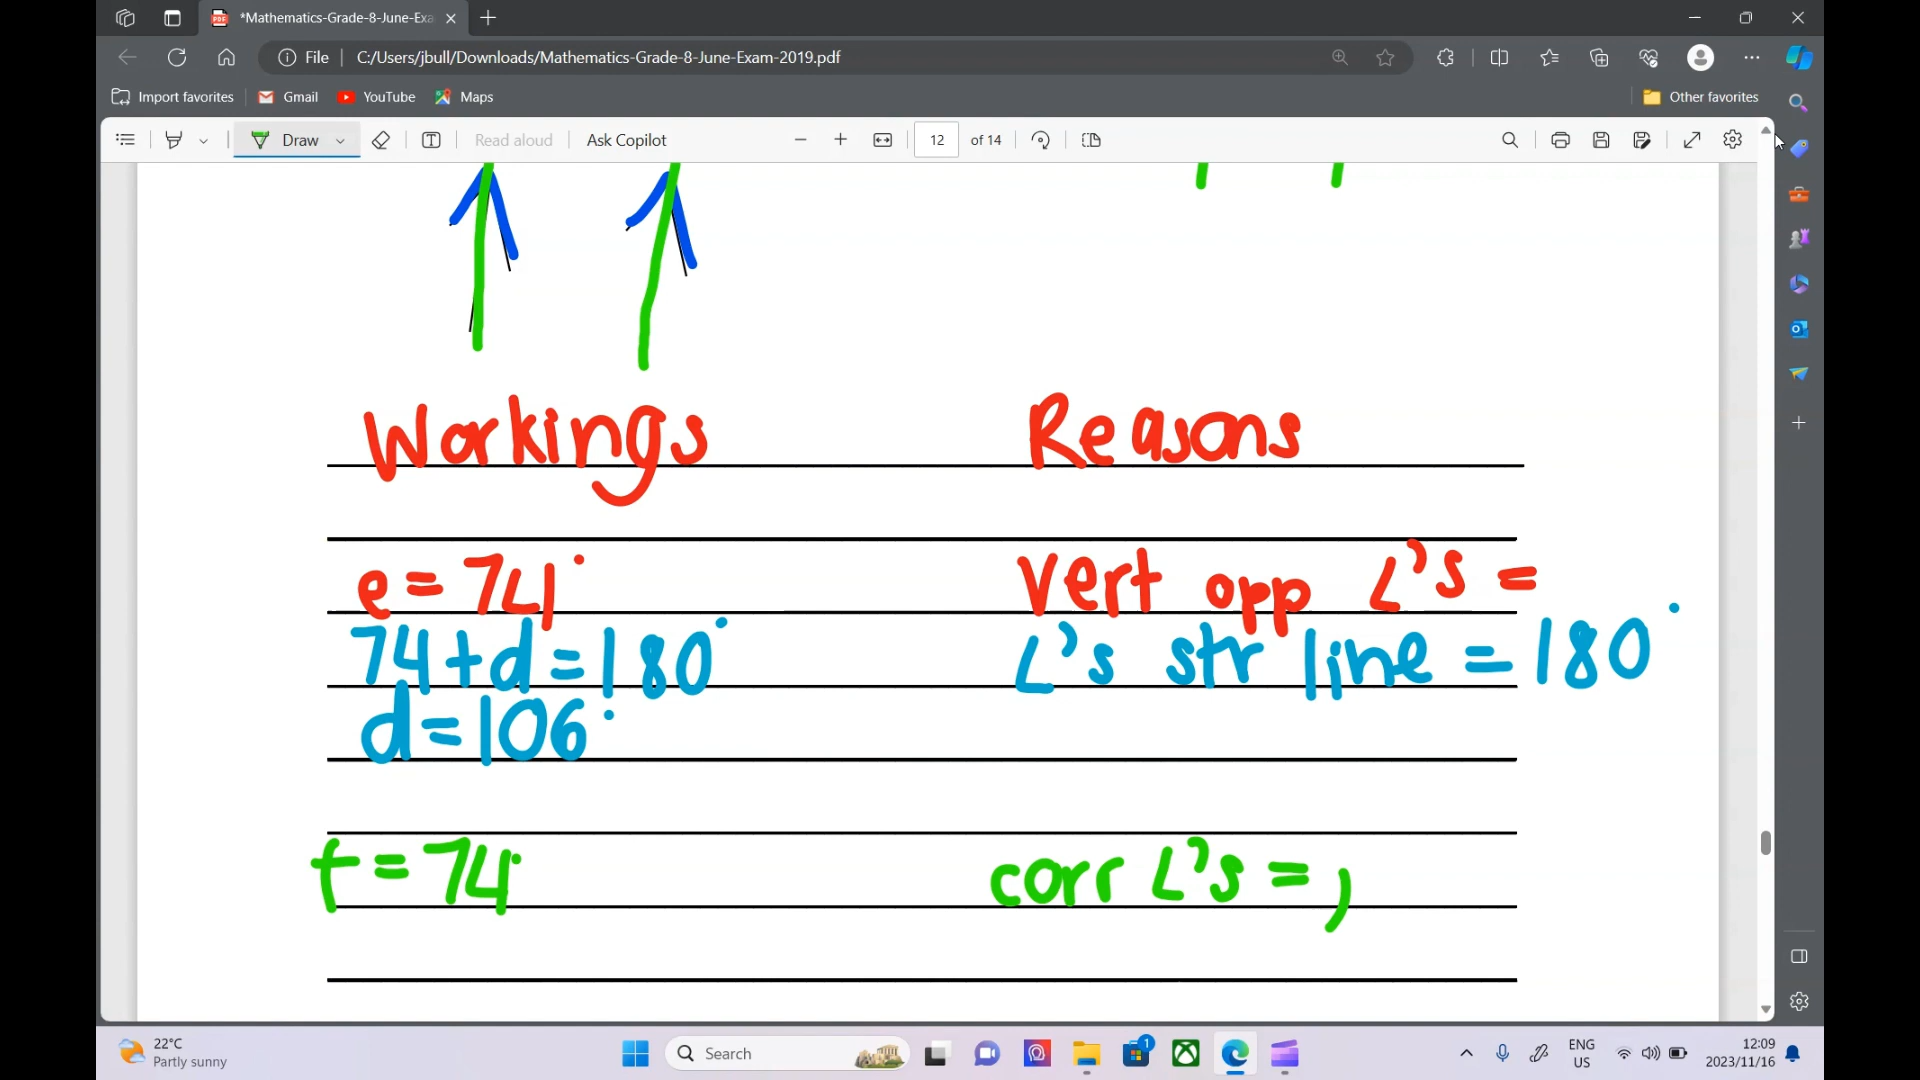 *Mathematics-Grade-8-June-Exa
File C:/Users/jbull/Downloads/Mathematics-Grade-8-June-Exam-2019.pdf
Import favorites Gmail YouTube Maps Other favorites
Draw Read aloud Ask Copilot 12 of 14
Workings Reasons
e = 74° Vert opp L's =
74+d=180° L's str line = 180°
d=106°
t=74° corr L's = ,
22°C
Partly sunny
Search
1
ENG
US
12:09
2023/11/16